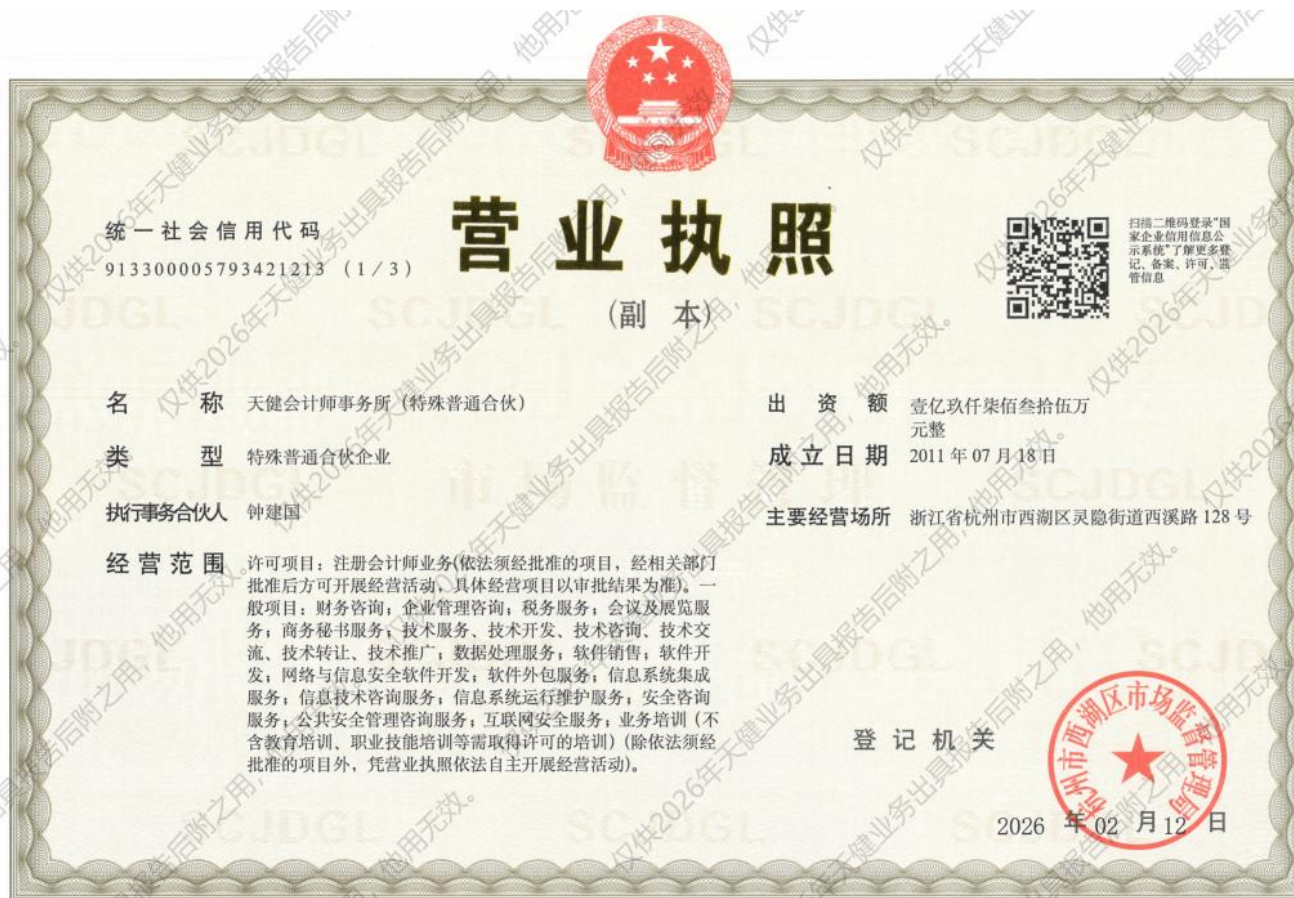 统一社会信用代码
913300005793421213 (1/3)
营业执照
(副 本)
扫描二维码登录“国
家企业信用信息公
示系统”了解更多登
记、备案、许可、监
管信息
名 称 天健会计师事务所（特殊普通合伙）
类 型 特殊普通合伙企业
执行事务合伙人 钟建国
经营范围 许可项目：注册会计师业务(依法须经批准的项目，经相关部门
批准后方可开展经营活动，具体经营项目以审批结果为准)。一
般项目：财务咨询；企业管理咨询；税务服务；会议及展览服
务；商务秘书服务；技术服务、技术开发、技术咨询、技术交
流、技术转让、技术推广；数据处理服务；软件销售；软件开
发；网络与信息安全软件开发；软件外包服务；信息系统集成
服务；信息技术咨询服务；信息系统运行维护服务；安全咨询
服务；公共安全管理咨询服务；互联网安全服务；业务培训（不
含教育培训、职业技能培训等需取得许可的培训）(除依法须经
批准的项目外，凭营业执照依法自主开展经营活动)。
出 资 额 壹亿玖仟柒佰叁拾伍万
元整
成立日期 2011年07月18日
主要经营场所 浙江省杭州市西湖区灵隐街道西溪路128号
登记机关
杭州市西湖区市场监督管理局
2026 年 02 月 12 日
仅供2026年天健业务出具报告后附之用，他用无效。
SCJDGL
市场监督管理